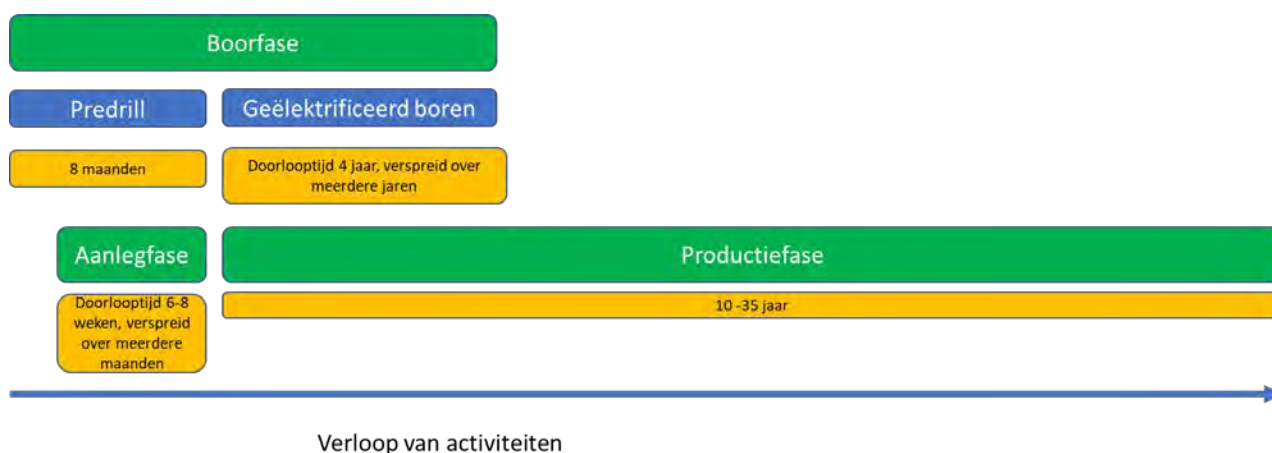 Boorfase
Predrill
Geëlektrificeerd boren
8 maanden
Doorlooptijd 4 jaar, verspreid over
meerdere jaren
Aanlegfase
Productiefase
Doorlooptijd 6-8
weken, verspreid
over meerdere
maanden
10 -35 jaar
Verloop van activiteiten